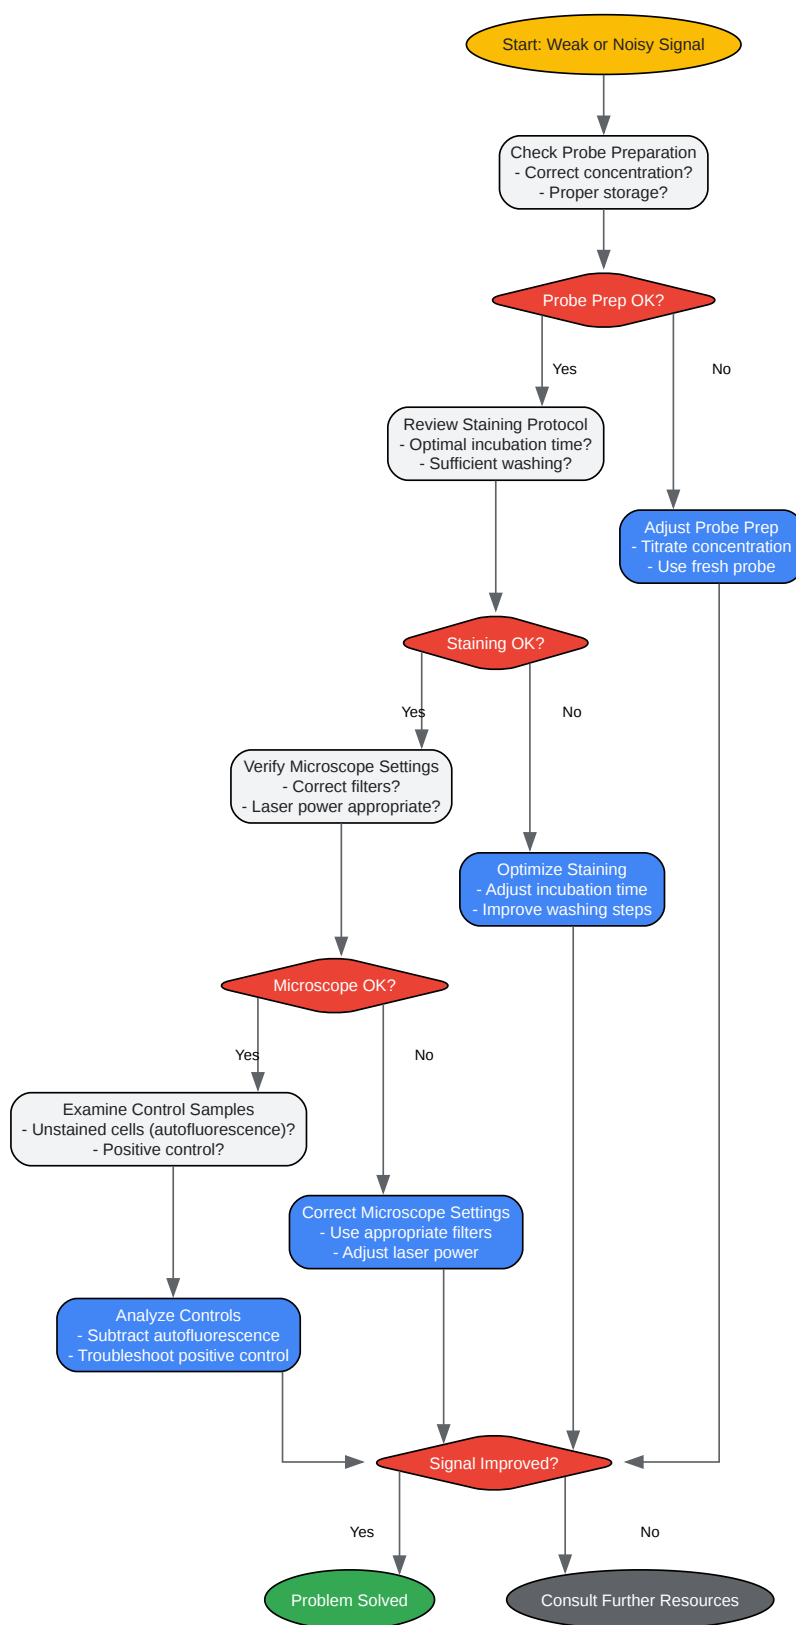 Start: Weak or Noisy Signal
Check Probe Preparation
- Correct concentration?
- Proper storage?
Probe Prep OK?
Yes
No
Review Staining Protocol
- Optimal incubation time?
- Sufficient washing?
Adjust Probe Prep
- Titrate concentration
- Use fresh probe
Staining OK?
Yes
No
Verify Microscope Settings
- Correct filters?
- Laser power appropriate?
Optimize Staining
- Adjust incubation time
- Improve washing steps
Microscope OK?
Yes
No
Examine Control Samples
- Unstained cells (autofluorescence)?
- Positive control?
Correct Microscope Settings
- Use appropriate filters
- Adjust laser power
Analyze Controls
- Subtract autofluorescence
- Troubleshoot positive control
Signal Improved?
Yes
No
Problem Solved
Consult Further Resources